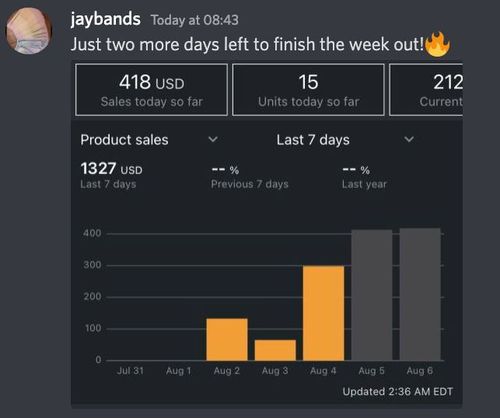 jaybands Today at 08:43
Just two more days left to finish the week out!🔥
418 USD 15 212
Sales today so far Units today so far Current
Product sales Last 7 days
1327 USD -- % -- %
Last 7 days Previous 7 days Last year
400
300
200
100
0
Jul 31 Aug 1 Aug 2 Aug 3 Aug 4 Aug 5 Aug 6
Updated 2:36 AM EDT